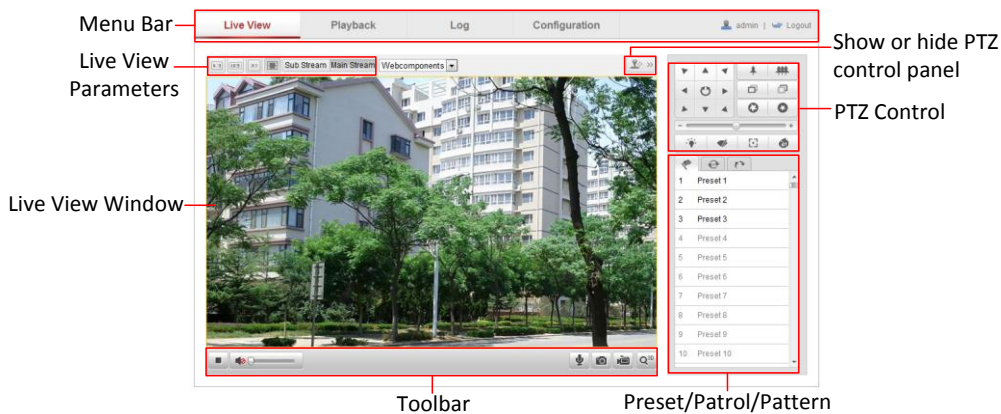 Menu Bar
Live View Playback Log Configuration admin | Logout
Live View
Parameters
Sub Stream Main Stream Webcomponents
Show or hide PTZ
control panel
PTZ Control
Live View Window
1 Preset 1
2 Preset 2
3 Preset 3
4 Preset 4
5 Preset 5
6 Preset 6
7 Preset 7
8 Preset 8
9 Preset 9
10 Preset 10
Toolbar
Preset/Patrol/Pattern